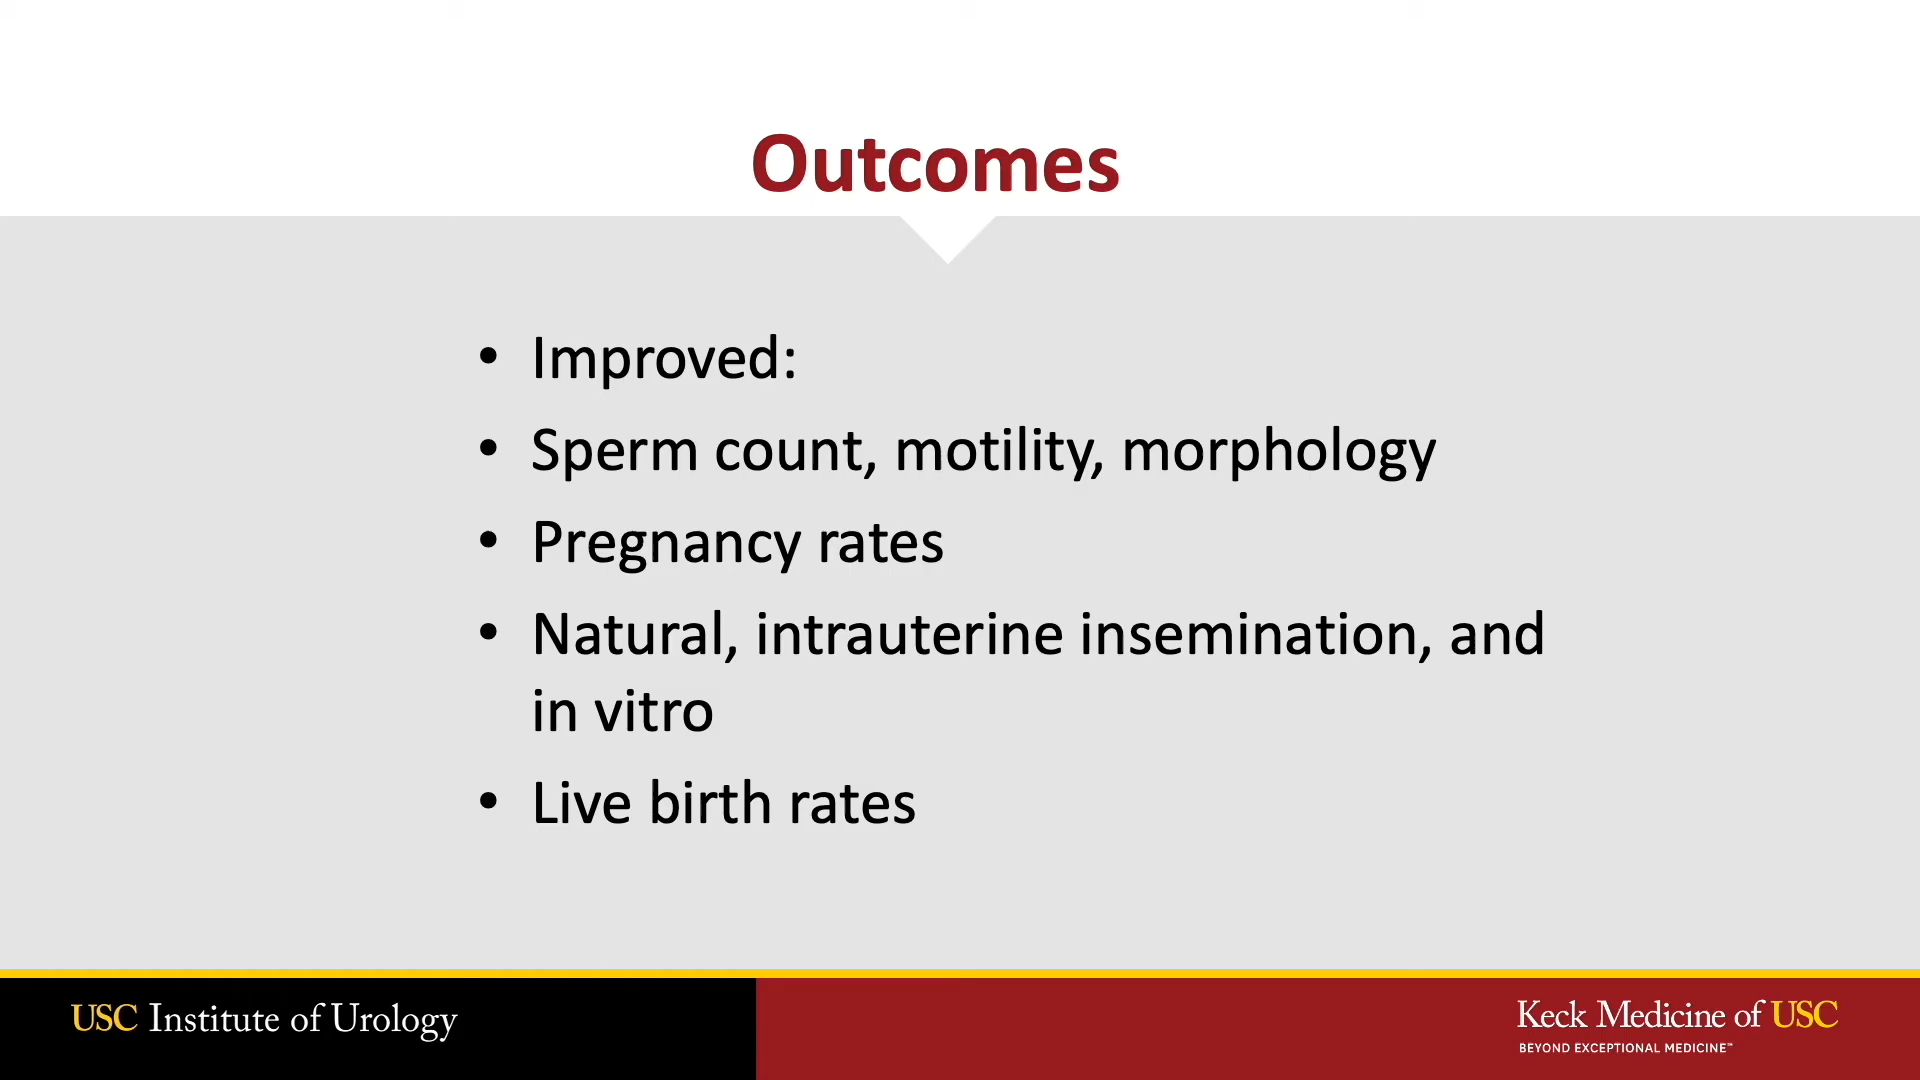 Outcomes
• Improved:
• Sperm count, motility, morphology
• Pregnancy rates
• Natural, intrauterine insemination, and
in vitro
• Live birth rates
USC Institute of Urology
Keck Medicine of USC
BEYOND EXCEPTIONAL MEDICINE™